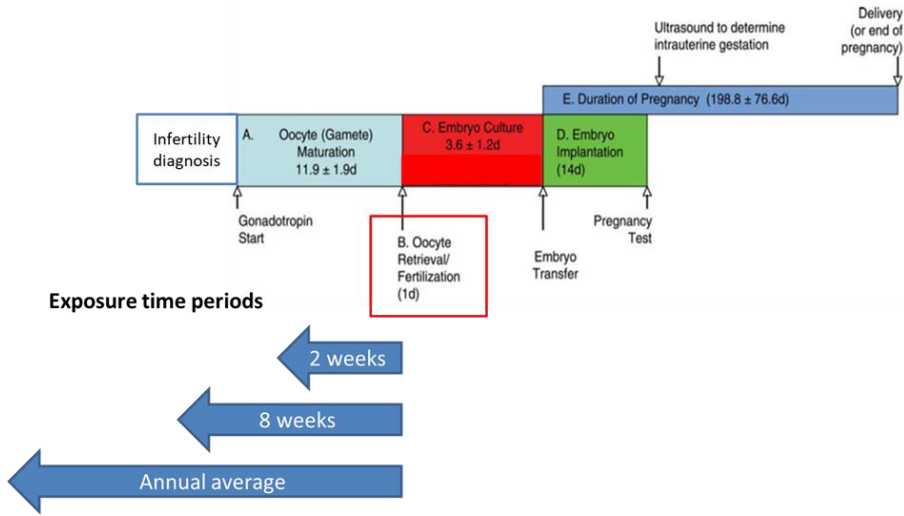 Ultrasound to determine
intrauterine gestation
Delivery
(or end of
pregnancy)
E. Duration of Pregnancy (198.8 ± 76.6d)
Infertility
diagnosis
A. Oocyte (Gamete)
Maturation
11.9 ± 1.9d
C. Embryo Culture
3.6 ± 1.2d
D. Embryo
Implantation
(14d)
Gonadotropin
Start
B. Oocyte
Retrieval/
Fertilization
(1d)
Embryo
Transfer
Pregnancy
Test
Exposure time periods
2 weeks
8 weeks
Annual average